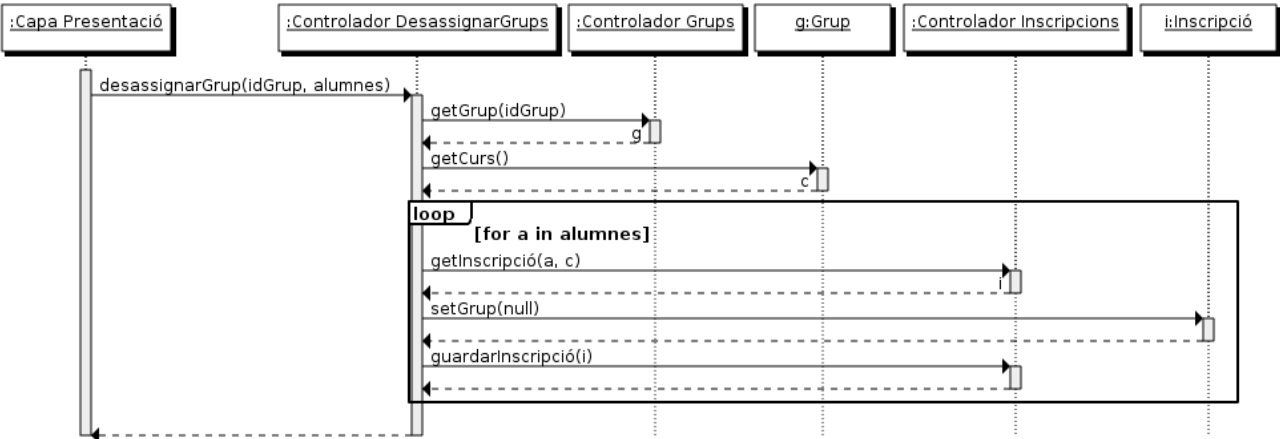 :Capa Presentació
:Controlador DesassignarGrups
:Controlador Grups
g:Grup
:Controlador Inscripcions
i:Inscripció
desassignarGrup(idGrup, alumnes)
getGrup(idGrup)
g
getCurs()
c
loop
[for a in alumnes]
getInscripció(a, c)
i
setGrup(null)
guardarInscripció(i)